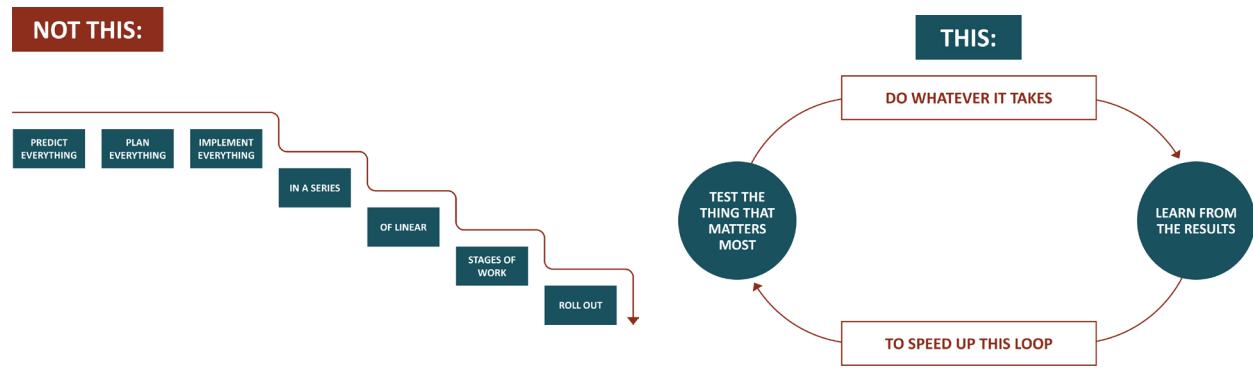 NOT THIS:
PREDICT
EVERYTHING
PLAN
EVERYTHING
IMPLEMENT
EVERYTHING
IN A SERIES
OF LINEAR
STAGES OF
WORK
ROLL OUT
THIS:
DO WHATEVER IT TAKES
TEST THE
THING THAT
MATTERS
MOST
LEARN FROM
THE RESULTS
TO SPEED UP THIS LOOP